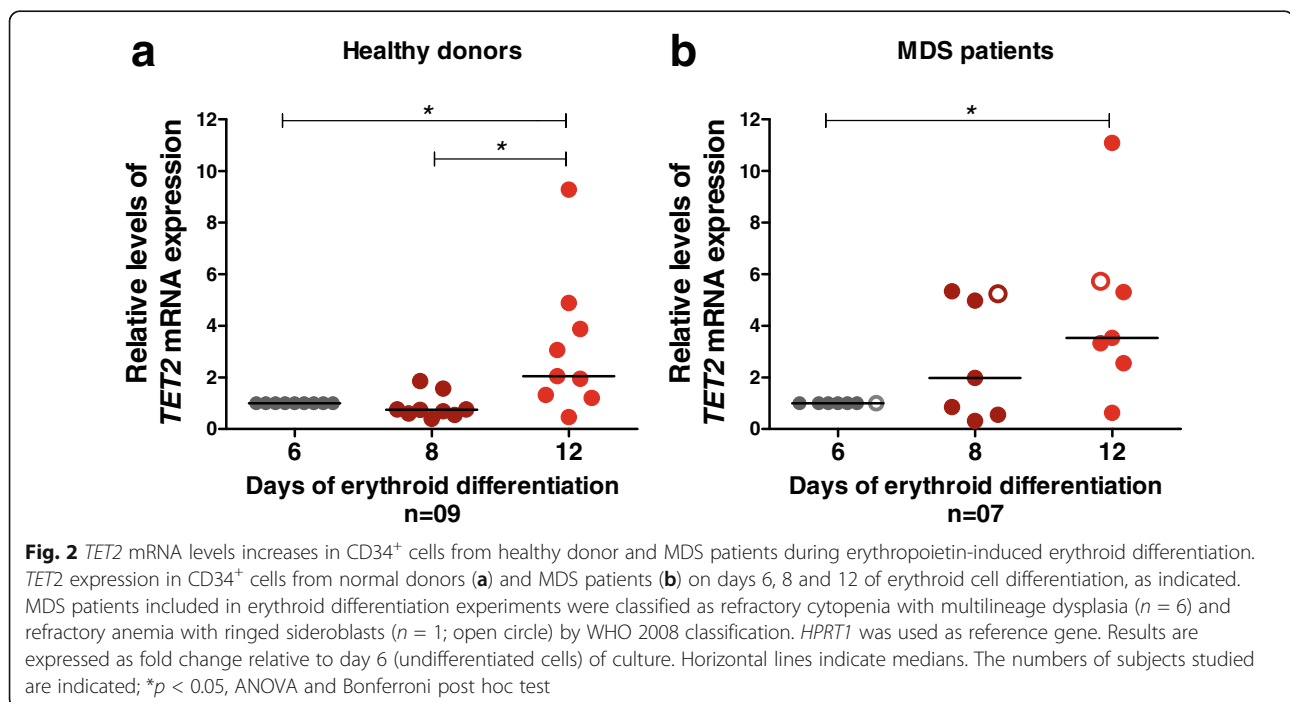 a Healthy donors
b MDS patients
* *
12 12
*
10 10
8 8
6 6
4 4
2 2
0 0
Relative levels of
TET2 mRNA expression
Relative levels of
TET2 mRNA expression
6 8 12
6 8 12
Days of erythroid differentiation
n=09
Days of erythroid differentiation
n=07
Fig. 2 TET2 mRNA levels increases in CD34+ cells from healthy donor and MDS patients during erythropoietin-induced erythroid differentiation.
TET2 expression in CD34+ cells from normal donors (a) and MDS patients (b) on days 6, 8 and 12 of erythroid cell differentiation, as indicated.
MDS patients included in erythroid differentiation experiments were classified as refractory cytopenia with multilineage dysplasia (n = 6) and
refractory anemia with ringed sideroblasts (n = 1; open circle) by WHO 2008 classification. HPRT1 was used as reference gene. Results are
expressed as fold change relative to day 6 (undifferentiated cells) of culture. Horizontal lines indicate medians. The numbers of subjects studied
are indicated; *p < 0.05, ANOVA and Bonferroni post hoc test